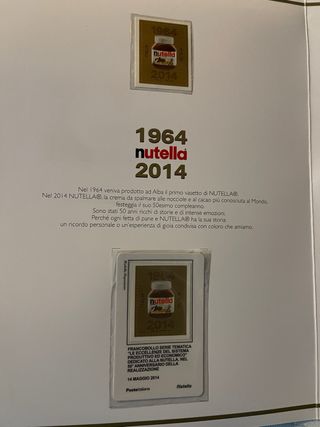 1964
nutella
2014
1964
nutella
2014
Nel 1964 veniva prodotto ad Alba il primo vasetto di NUTELLA®.
Nel 2014 NUTELLA®, la crema da spalmare alle nocciole e al cacao più conosciuta al Mondo,
festeggia il suo 50esimo compleanno.
Sono stati 50 anni ricchi di storie e di intense emozioni.
Perché ogni fetta di pane e NUTELLA® ha la sua storia:
un ricordo personale o un'esperienza di gioia condivisa con coloro che amiamo.
1964
nutella
2014
FRANCOBOLLO SERIE TEMATICA
"LE ECCELLENZE DEL SISTEMA
PRODUTTIVO ED ECONOMICO"
DEDICATO ALLA NUTELLA, NEL
50° ANNIVERSARIO DELLA
REALIZZAZIONE
14 MAGGIO 2014
Posteitaliane
Filatelia